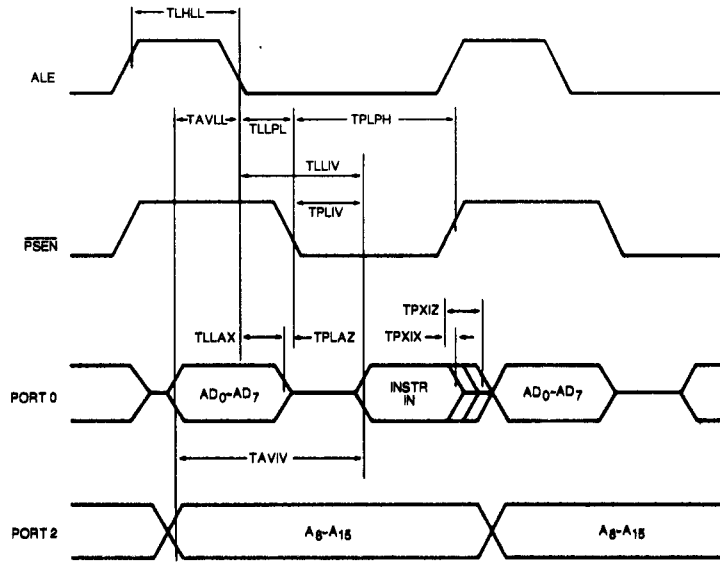 TLHLL
ALE
TAVLL TLLPL TPLPH
TLLIV
TPLIV
PSEN
TPXIZ
TLLAX TPLAZ TPXIX
PORT 0 AD0-AD7 INSTR IN AD0-AD7
TAVIV
PORT 2 A8-A15 A8-A15